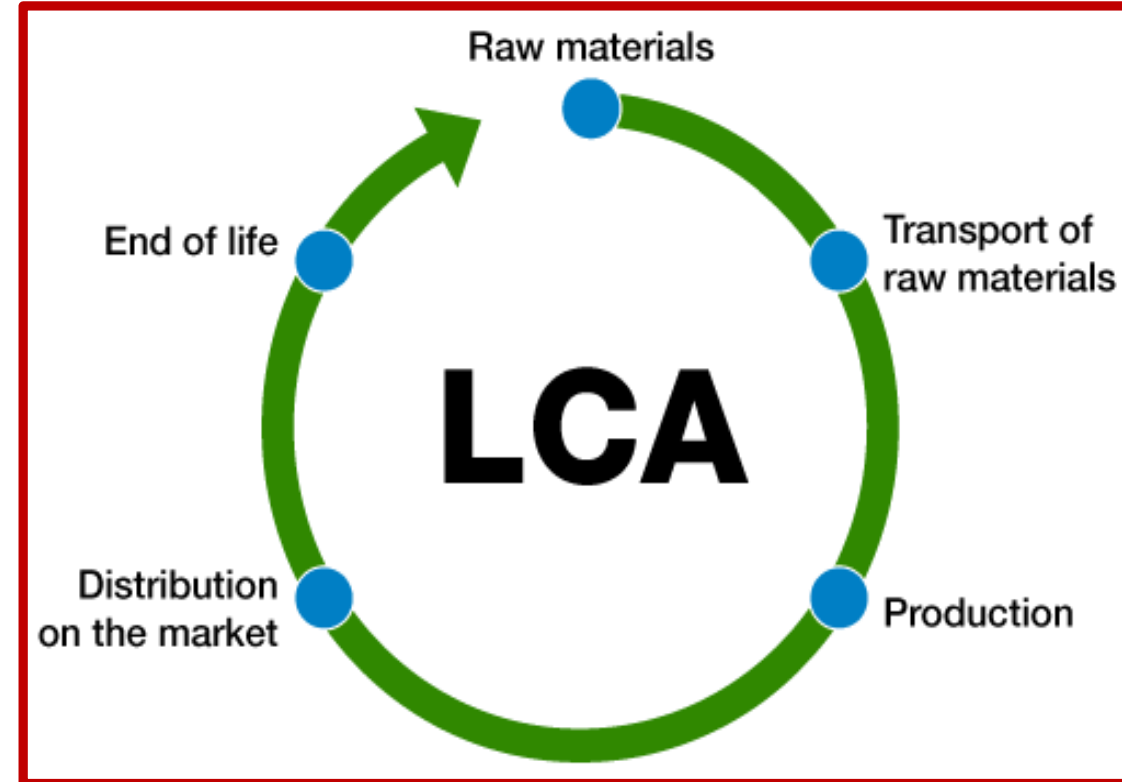 Raw materials
Transport of
raw materials
Production
Distribution
on the market
End of life
LCA